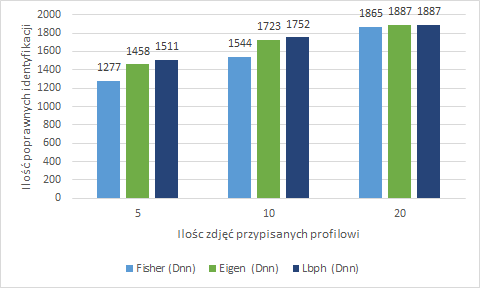 2000
1800
1600
1400
1200
1000
800
600
400
200
0
Ilość poprawnych identyfikacji
1277 1458 1511
1544 1723 1752
1865 1887 1887
5 10 20
Ilośc zdjęć przypisanych profilowi
Fisher (Dnn) Eigen (Dnn) Lbph (Dnn)